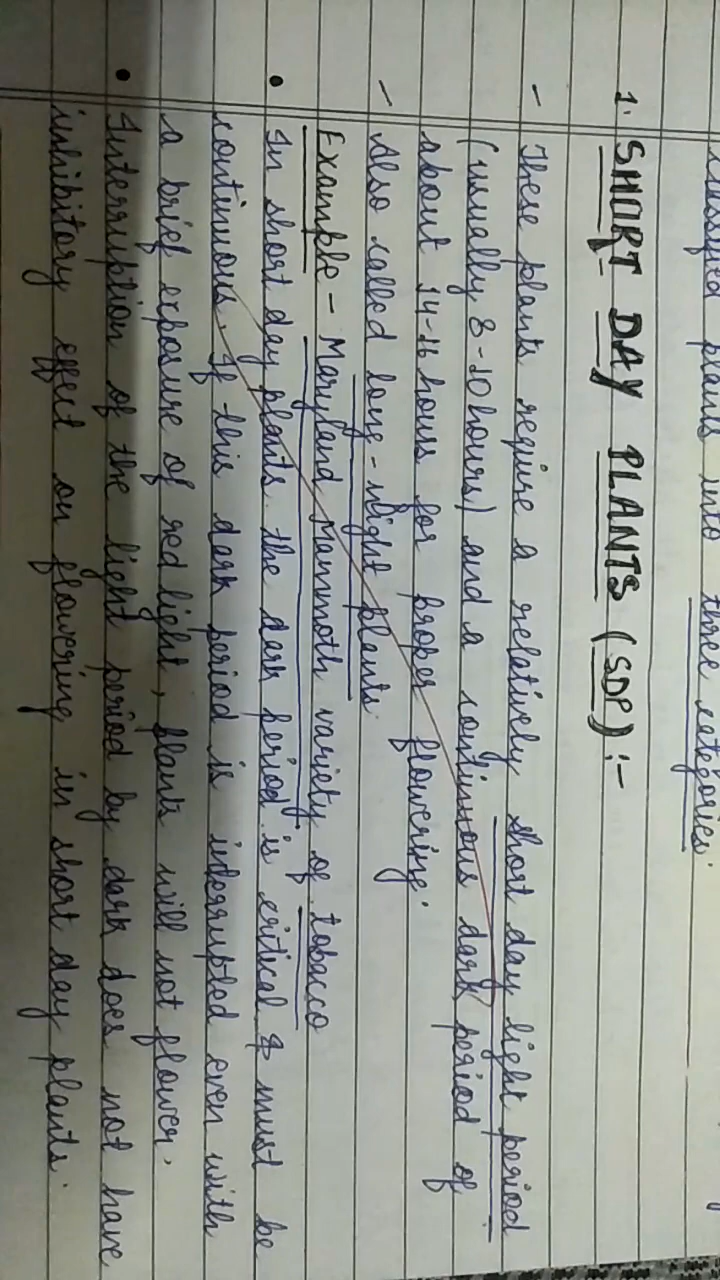 classified plants into three categories.
1. SHORT DAY PLANTS (SDP) :-
- These plants require a relatively short day light period
(usually 8-10 hours) and a continuous dark period of
about 14-16 hours for proper flowering.
- Also called long-night plants.
Example - Maryland Mammoth variety of tobacco
• In short day plants the dark period is critical & must be
continuous. If this dark period is interrupted even with
a brief exposure of red light, plants will not flower.
• Interruption of the light period by dark does not have
inhibitory effect on flowering in short day plants.